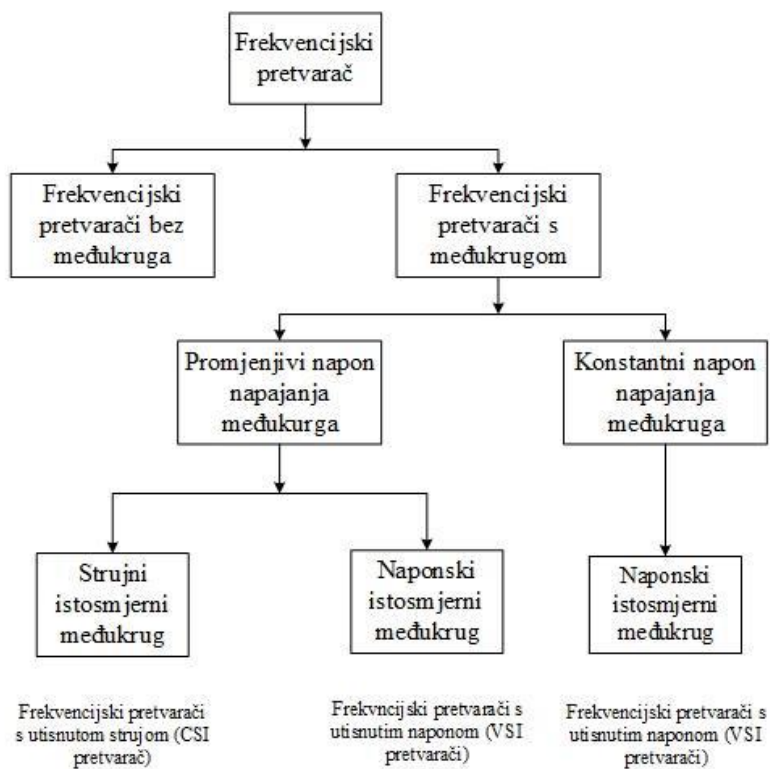 Frekvencijski
pretvarač
Frekvencijski
pretvarači bez
međukruga
Frekvencijski
pretvarači s
međukrugom
Promjenjivi napon
napajanja
međukurga
Konstantni napon
napajanja
međukruga
Strujni
istosmjerni
međukrug
Naponski
istosmjerni
međukrug
Naponski
istosmjerni
međukrug
Frekvencijski pretvarači
s utisnutom strujom (CSI
pretvarač)
Frekvncijski pretvarači s
utisnutim naponom (VSI
pretvarači)
Frekvencijski pretvarači s
utisnutim naponom (VSI
pretvarači)